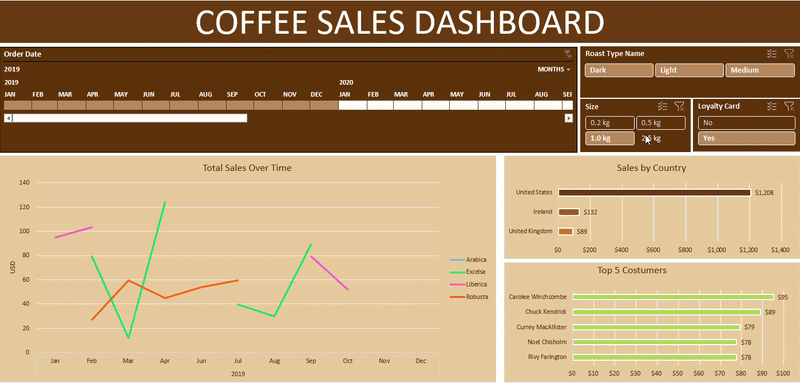 COFFEE SALES DASHBOARD
Order Date
2019 MONTHS
2019 2020
JAN FEB MAR APR MAY JUN JUL AUG SEP OCT NOV DEC JAN FEB MAR APR MAY JUN JUL AUG SEI
Roast Type Name
Dark Light Medium
Size
0.2 kg 0.5 kg
1.0 kg
Loyalty Card
No
Yes
Total Sales Over Time
140
120
100
80
60
40
20
0
USD
Jan Feb Mar Apr May Jun Jul Aug Sep Oct Nov Dec
2019
Arabica
Excelsa
Liberica
Robusta
Sales by Country
United States $1,208
Ireland $132
United Kingdom $89
$0 $200 $400 $600 $800 $1,000 $1,200 $1,400
Top 5 Costumers
Carolee Winchcombe $95
Chuck Kendrick $89
Currey MacAllister $79
Noel Chisholm $78
Rivy Farington $78
$0 $10 $20 $30 $40 $50 $60 $70 $80 $90 $100